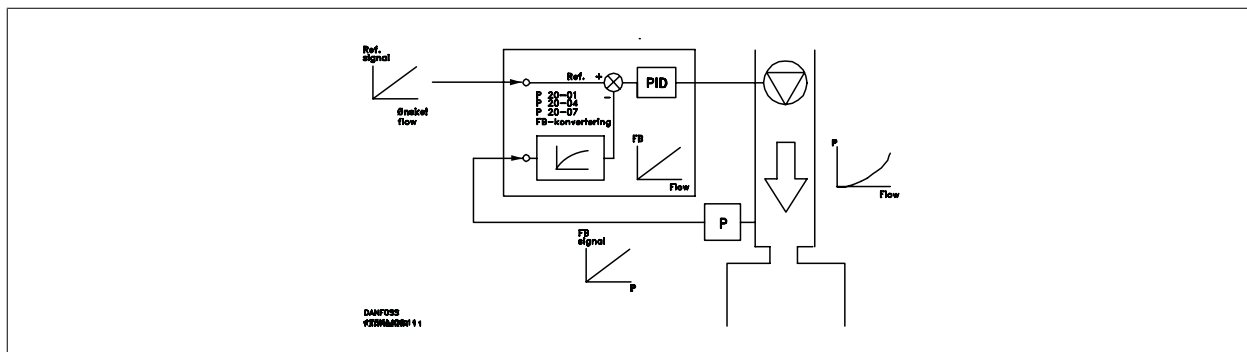 Ref.
signal
Ønsket
flow
Ref. +
-
P 20-01
P 20-04
P 20-07
FB-konvertering
PID
FB
Flow
P
Flow
P
FB
signal
P
DANFOSS